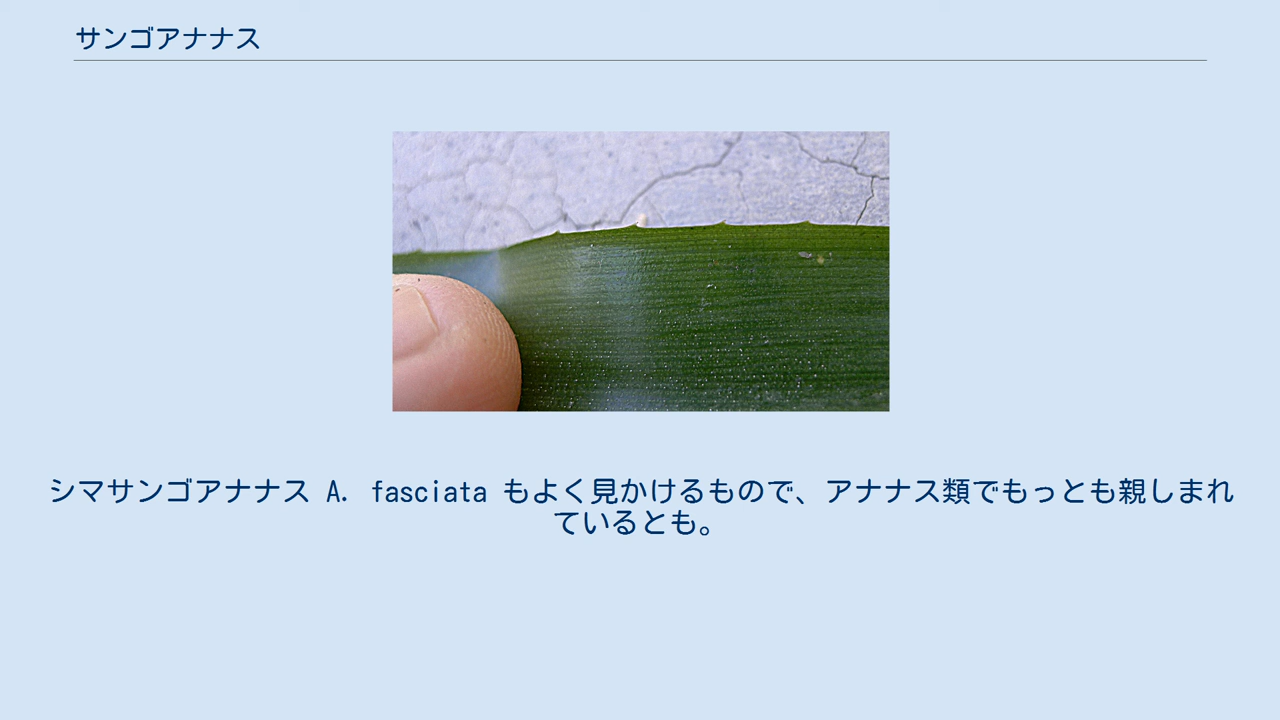 サンゴアナナス
シマサンゴアナナス A. fasciata もよく見かけるもので、アナナス類でもっとも親しまれ
ているとも。